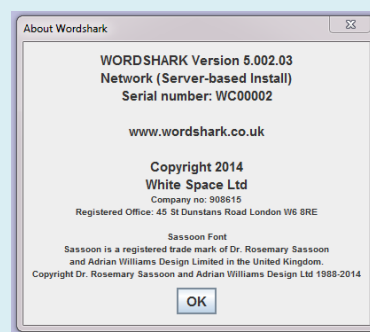 About Wordshark
WORDSHARK Version 5.002.03
Network (Server-based Install)
Serial number: WC00002
www.wordshark.co.uk
Copyright 2014
White Space Ltd
Company no: 908615
Registered Office: 45 St Dunstans Road London W6 8RE
Sassoon Font
Sassoon is a registered trade mark of Dr. Rosemary Sassoon
and Adrian Williams Design Limited in the United Kingdom.
Copyright Dr. Rosemary Sassoon and Adrian Williams Design Ltd 1988-2014
OK